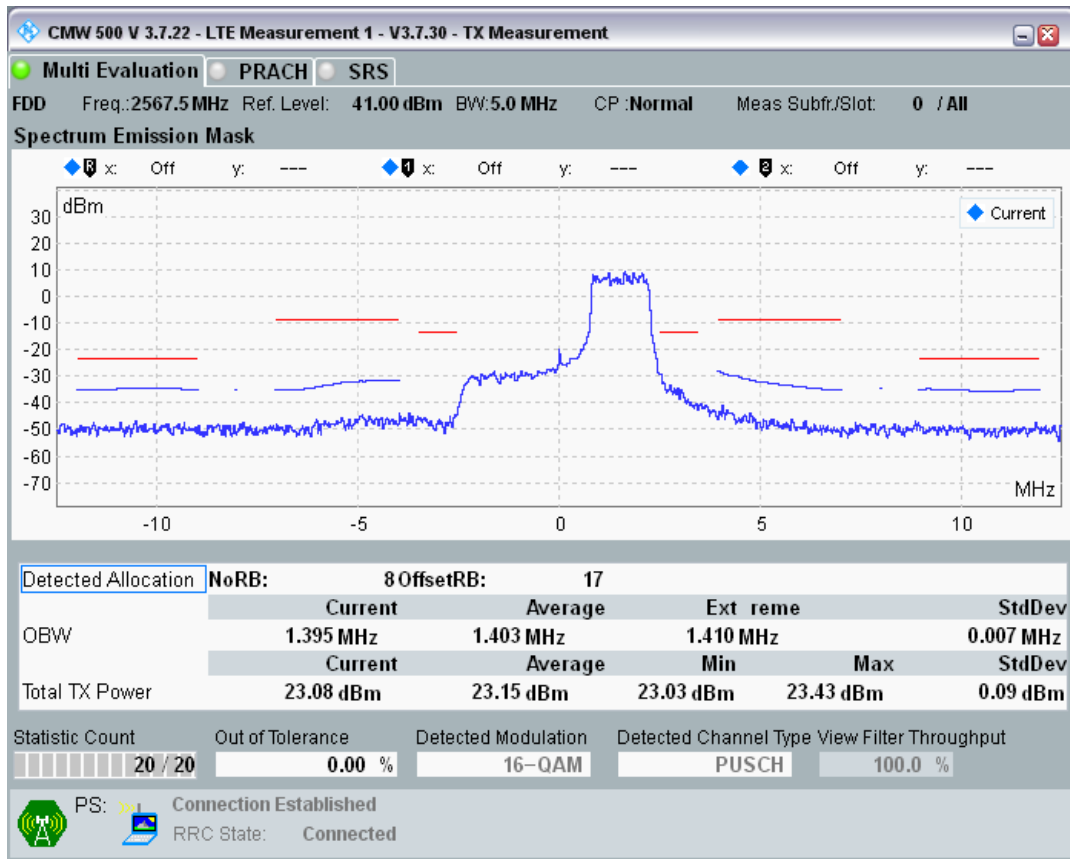 CMW 500 V 3.7.22 - LTE Measurement 1 - V3.7.30 - TX Measurement
Multi Evaluation PRACH SRS
FDD Freq.:2567.5 MHz Ref. Level: 41.00 dBm BW:5.0 MHz CP :Normal Meas Subfr./Slot: 0 / All
Spectrum Emission Mask
R x: Off y: --- 1 x: Off y: --- 2 x: Off y: ---
dBm
Current
30
20
10
0
-10
-20
-30
-40
-50
-60
-70
MHz
-10 -5 0 5 10
Detected Allocation NoRB: 8 OffsetRB: 17
Current Average Ext reme StdDev
OBW 1.395 MHz 1.403 MHz 1.410 MHz 0.007 MHz
Current Average Min Max StdDev
Total TX Power 23.08 dBm 23.15 dBm 23.03 dBm 23.43 dBm 0.09 dBm
Statistic Count Out of Tolerance Detected Modulation Detected Channel Type View Filter Throughput
20 / 20 0.00 % 16-QAM PUSCH 100.0 %
PS: Connection Established
RRC State: Connected